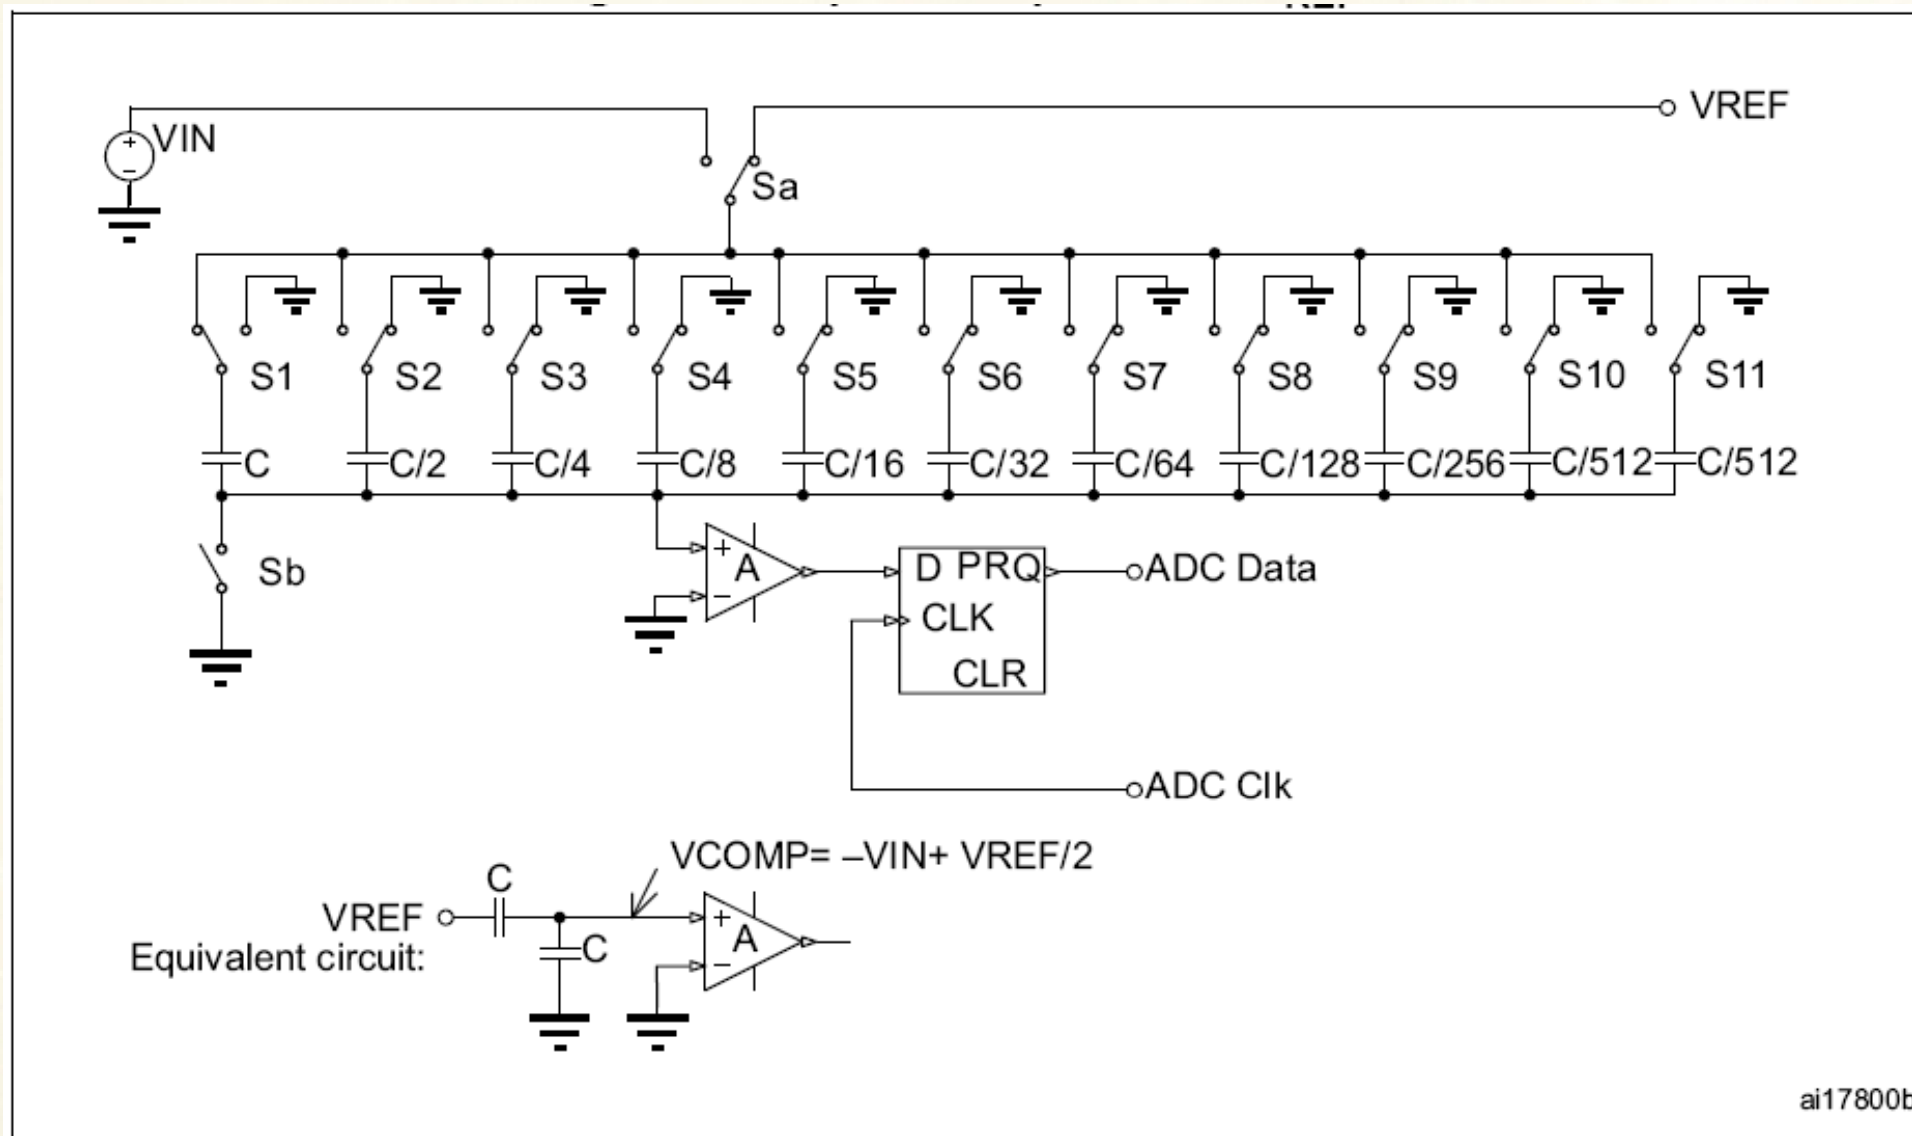 VIN
VREF
Sa
S1 S2 S3 S4 S5 S6 S7 S8 S9 S10 S11
C C/2 C/4 C/8 C/16 C/32 C/64 C/128 C/256 C/512 C/512
Sb
+
A
–
D PRQ
CLK
CLR
ADC Data
ADC Clk
VCOMP= –VIN+ VREF/2
C
VREF
C
+
A
–
Equivalent circuit:
ai17800b